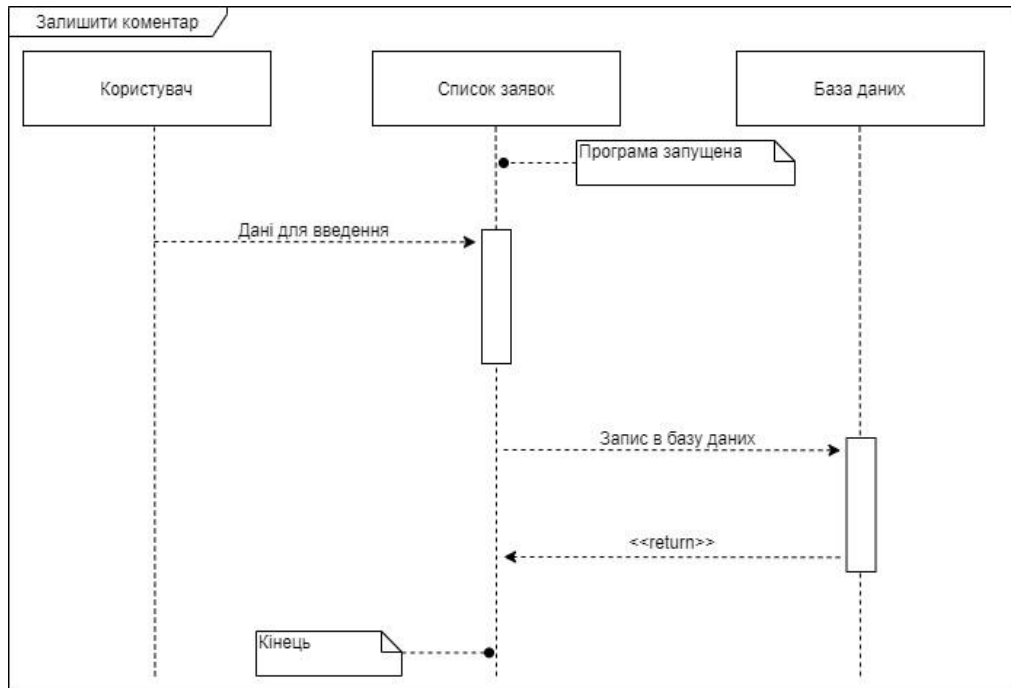 Залишити коментар
Користувач
Список заявок
База даних
Програма запущена
Дані для введення
Запис в базу даних
<<return>>
Кінець